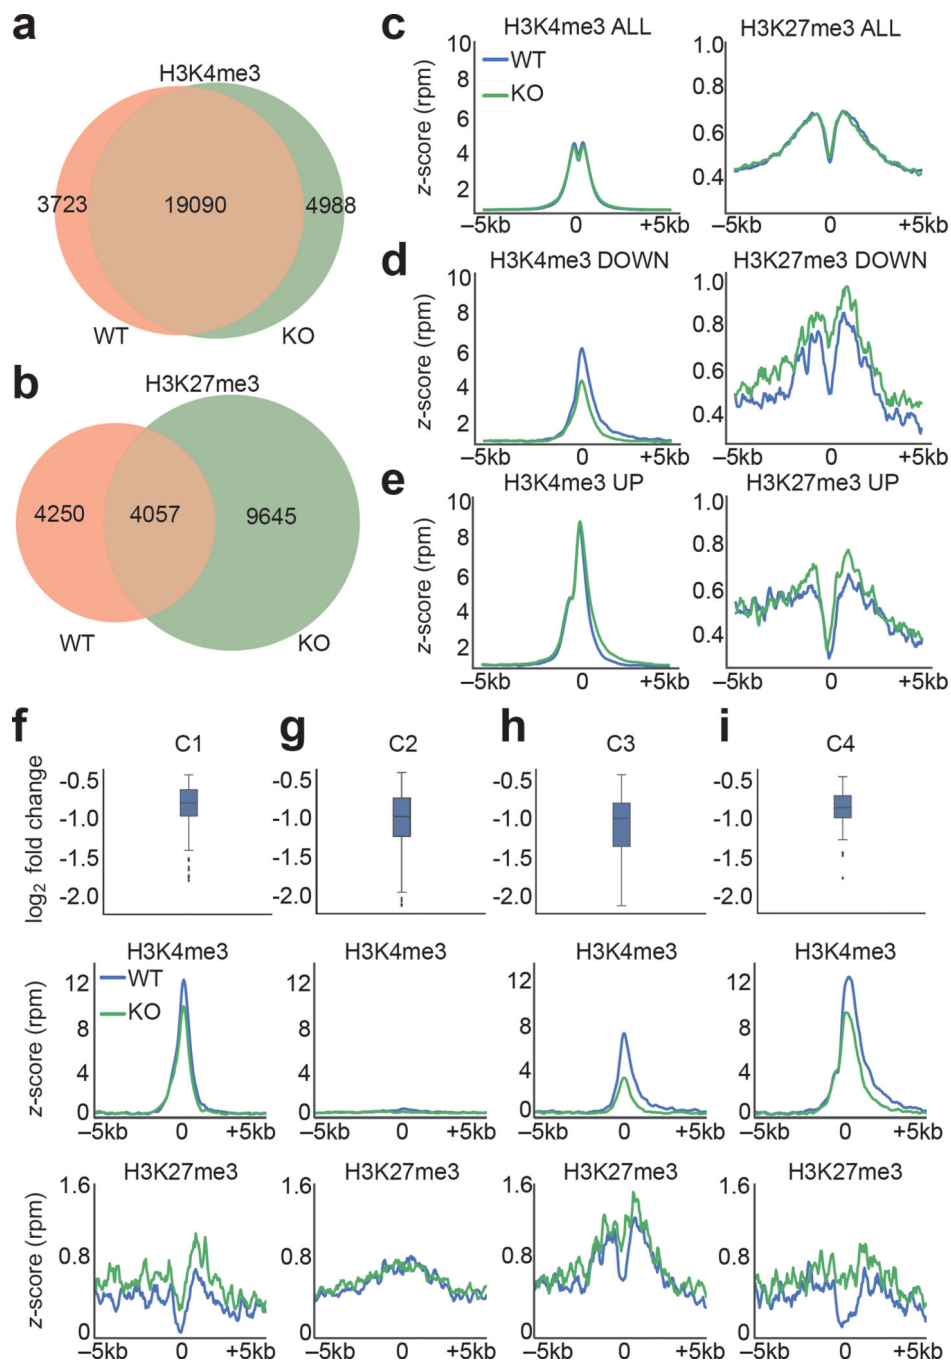 a
H3K4me3
3723
19090
4988
WT
KO
b
H3K27me3
4250
4057
9645
WT
KO
c
H3K4me3 ALL
H3K27me3 ALL
z-score (rpm)
10
8
6
4
2
WT
KO
–5kb
0
+5kb
1.0
0.8
0.6
0.4
–5kb
0
+5kb
d
H3K4me3 DOWN
H3K27me3 DOWN
z-score (rpm)
10
8
6
4
2
–5kb
0
+5kb
1.0
0.8
0.6
0.4
–5kb
0
+5kb
e
H3K4me3 UP
H3K27me3 UP
z-score (rpm)
10
8
6
4
2
–5kb
0
+5kb
1.0
0.8
0.6
0.4
–5kb
0
+5kb
f
C1
log2 fold change
-0.5
-1.0
-1.5
-2.0
g
C2
-0.5
-1.0
-1.5
-2.0
h
C3
-0.5
-1.0
-1.5
-2.0
i
C4
-0.5
-1.0
-1.5
-2.0
H3K4me3
z-score (rpm)
12
8
4
0
WT
KO
–5kb
0
+5kb
H3K4me3
12
8
4
0
–5kb
0
+5kb
H3K4me3
12
8
4
0
–5kb
0
+5kb
H3K4me3
12
8
4
0
–5kb
0
+5kb
H3K27me3
z-score (rpm)
1.6
0.8
0
–5kb
0
+5kb
H3K27me3
1.6
0.8
0
–5kb
0
+5kb
H3K27me3
1.6
0.8
0
–5kb
0
+5kb
H3K27me3
1.6
0.8
0
–5kb
0
+5kb